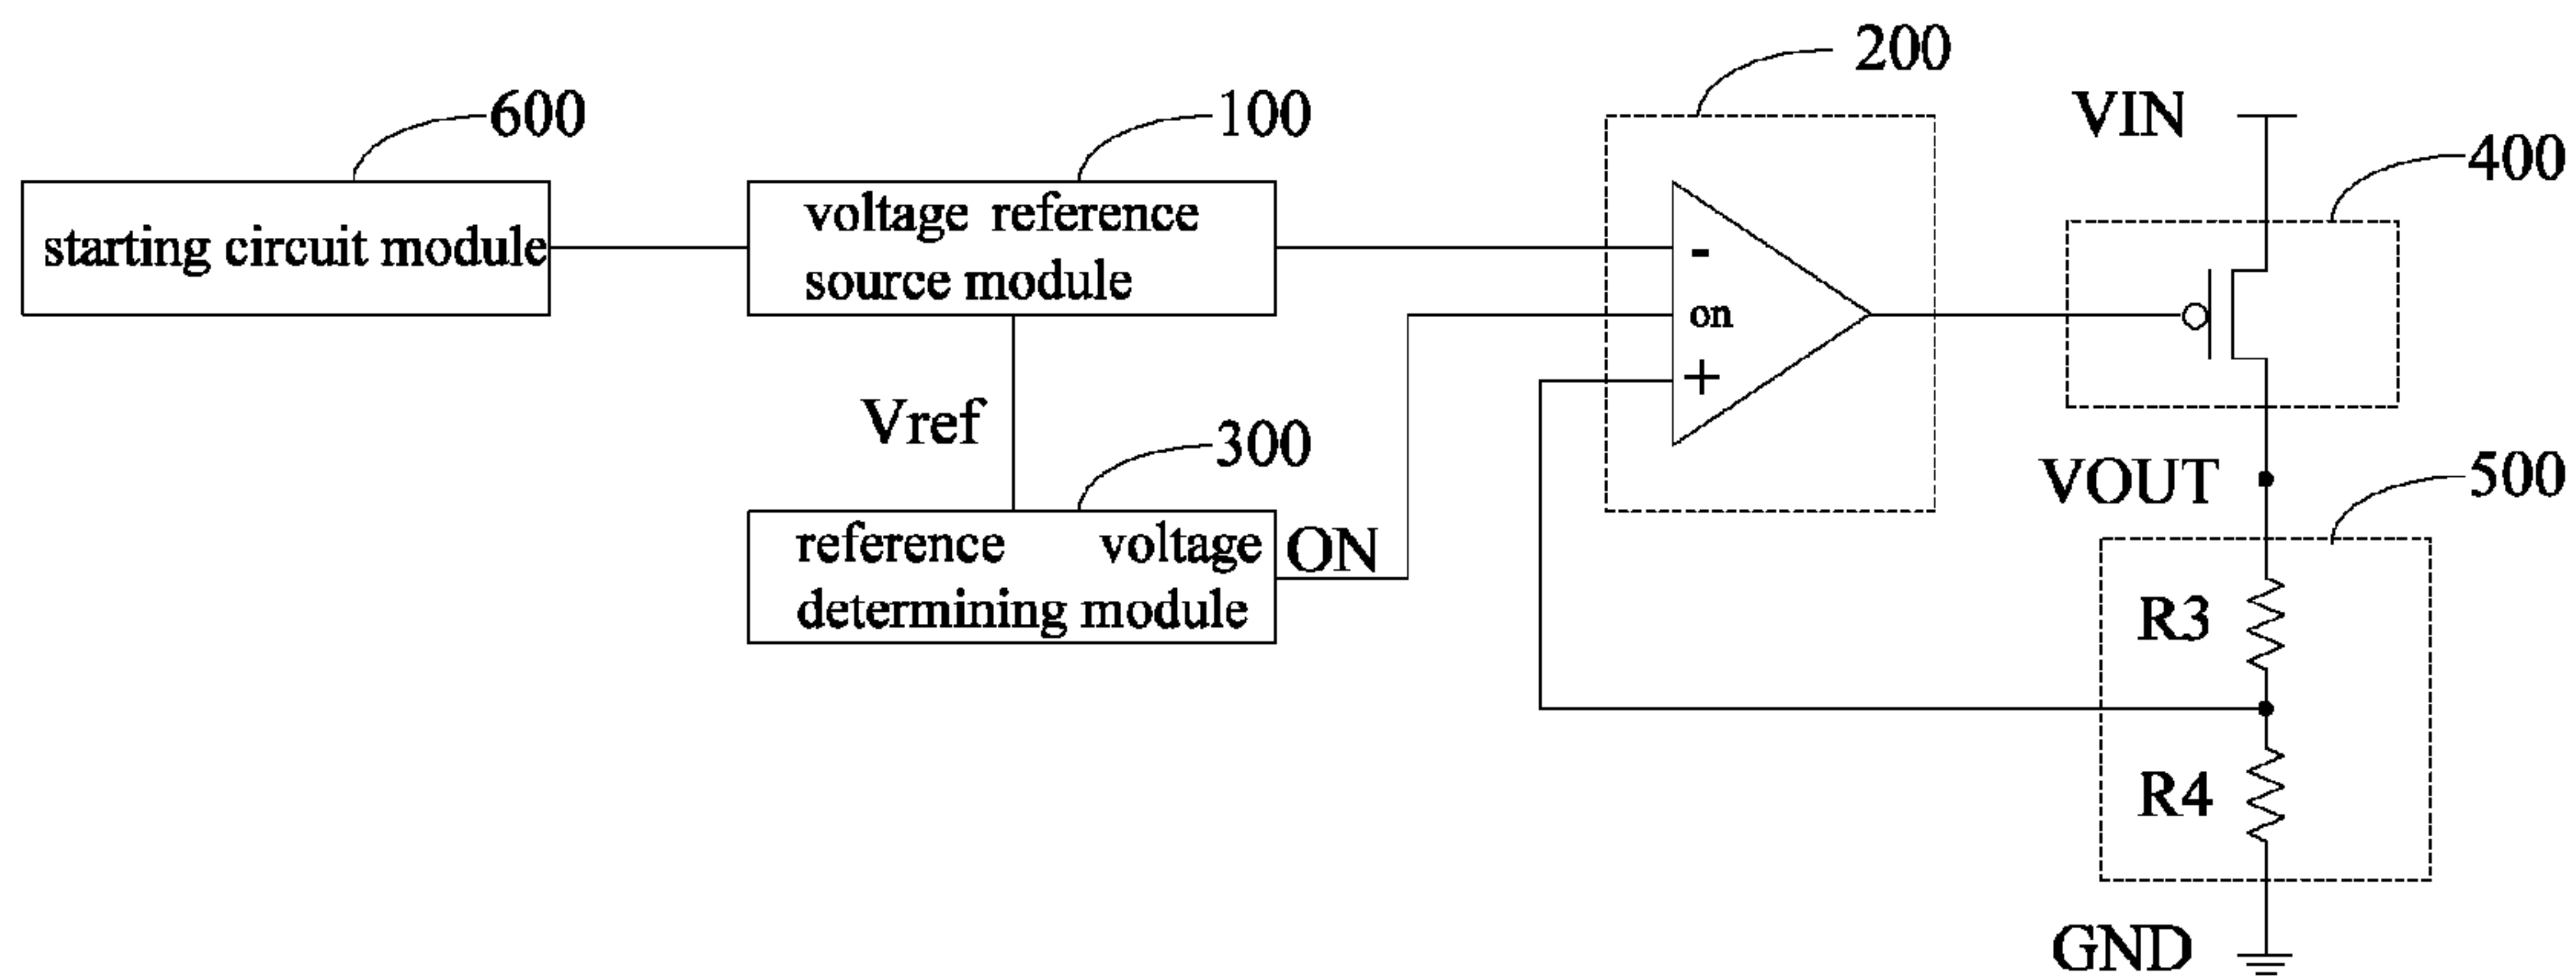 200
600
100
VIN
400
voltage reference
source module
starting circuit module
-
on
+
Vref
300
VOUT
500
reference voltage
determining module
ON
R3
R4
GND